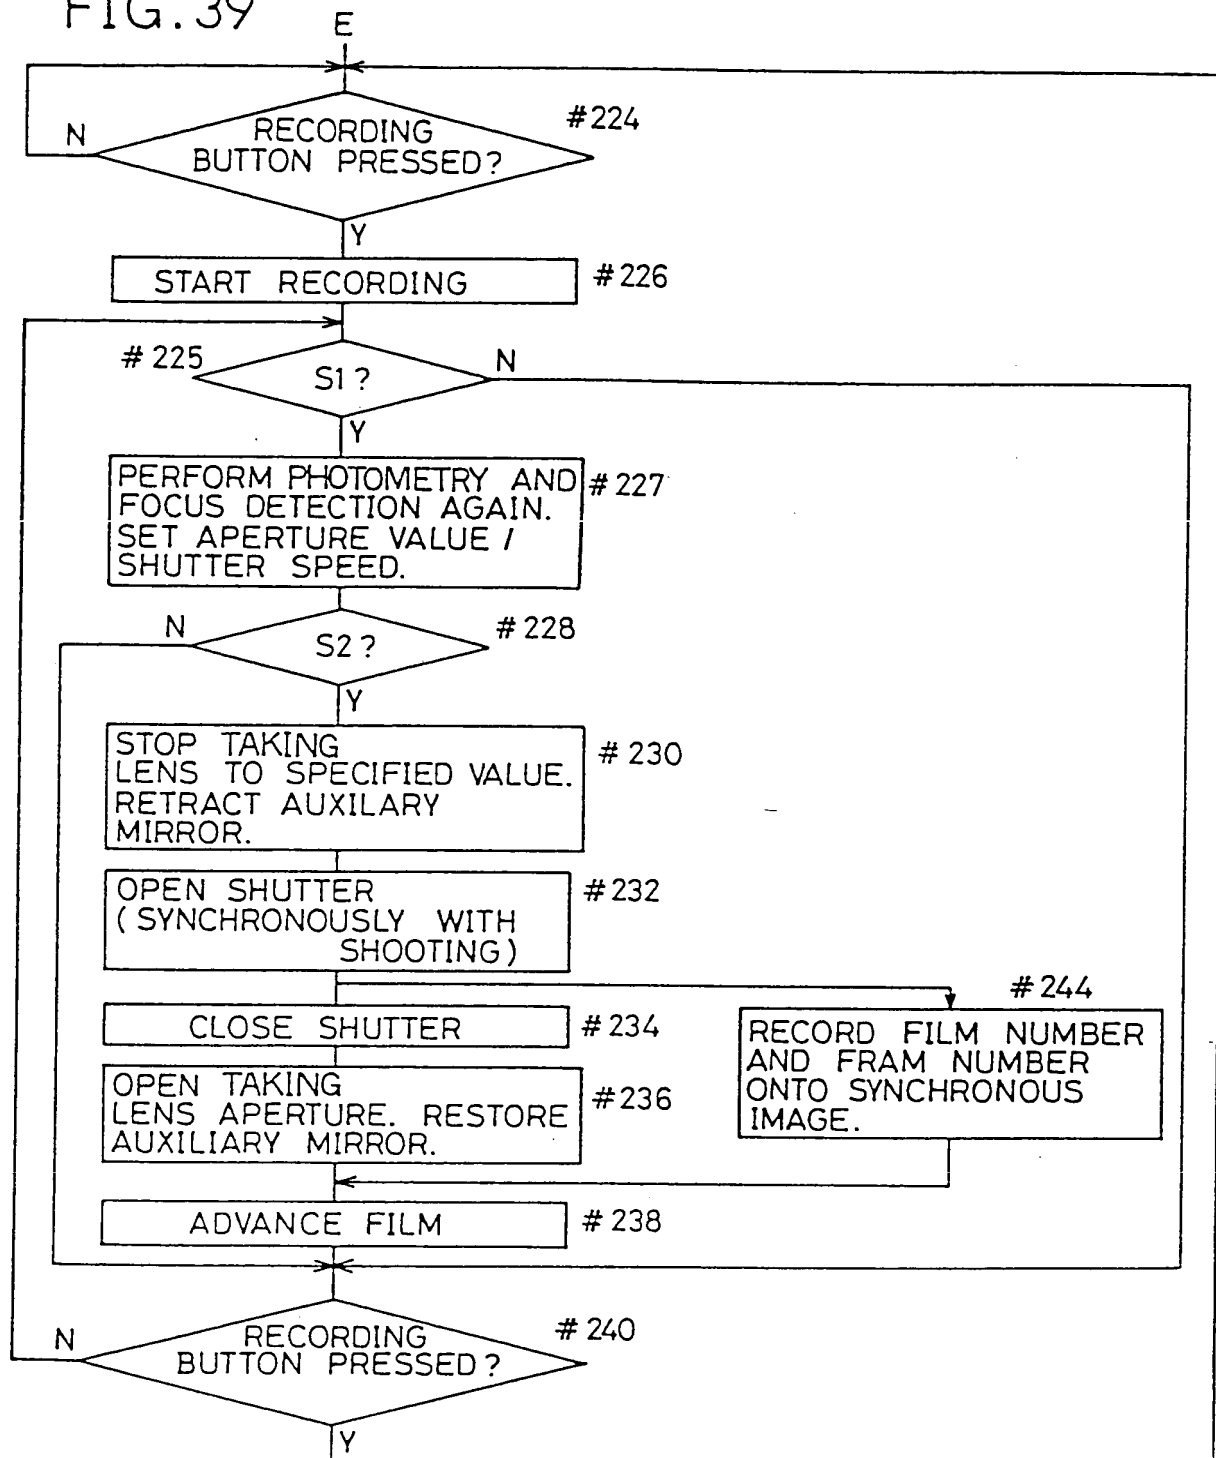 FIG.39
E
RECORDING
BUTTON PRESSED?
#224
N
Y
START RECORDING
#226
#225
S1?
N
Y
PERFORM PHOTOMETRY AND
FOCUS DETECTION AGAIN.
SET APERTURE VALUE /
SHUTTER SPEED.
#227
N
S2?
#228
Y
STOP TAKING
LENS TO SPECIFIED VALUE.
RETRACT AUXILARY
MIRROR.
#230
OPEN SHUTTER
(SYNCHRONOUSLY WITH
SHOOTING)
#232
CLOSE SHUTTER
#234
#244
RECORD FILM NUMBER
AND FRAM NUMBER
ONTO SYNCHRONOUS
IMAGE.
OPEN TAKING
LENS APERTURE. RESTORE
AUXILIARY MIRROR.
#236
ADVANCE FILM
#238
N
RECORDING
BUTTON PRESSED?
#240
Y